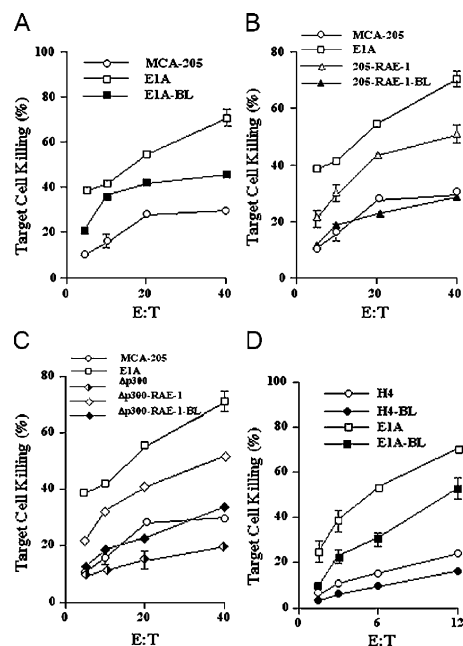 A
MCA-205
E1A
E1A-BL
Target Cell Killing (%)
80
60
40
20
0
0
20
40
E:T
B
MCA-205
E1A
205-RAE-1
205-RAE-1-BL
Target Cell Killing (%)
80
60
40
20
0
0
20
40
E:T
C
MCA-205
E1A
Δp300
Δp300-RAE-1
Δp300-RAE-1-BL
Target Cell Killing (%)
80
60
40
20
0
0
20
40
E:T
D
H4
H4-BL
E1A
E1A-BL
Target Cell Killing (%)
80
60
40
20
0
0
6
12
E:T